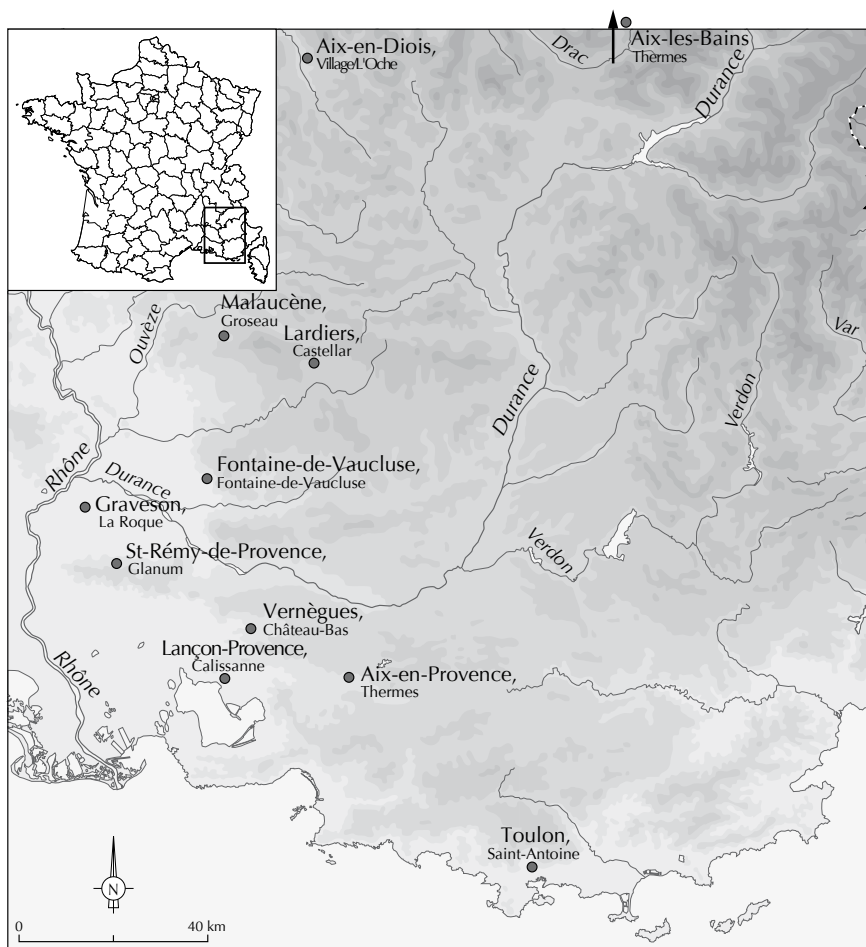 Aix-en-Diois,
Village/L'Oche
Drac
Aix-les-Bains
Thermes
Durance
Malaucène,
Groseau
Ouvèze
Lardiers,
Castellar
Var
Durance
Verdon
Rhône
Durance
Fontaine-de-Vaucluse,
Fontaine-de-Vaucluse
Graveson,
La Roque
St-Rémy-de-Provence,
Glanum
Verdon
Vernègues,
Château-Bas
Rhône
Lançon-Provence,
Calissanne
Aix-en-Provence,
Thermes
Toulon,
Saint-Antoine
N
0 40 km